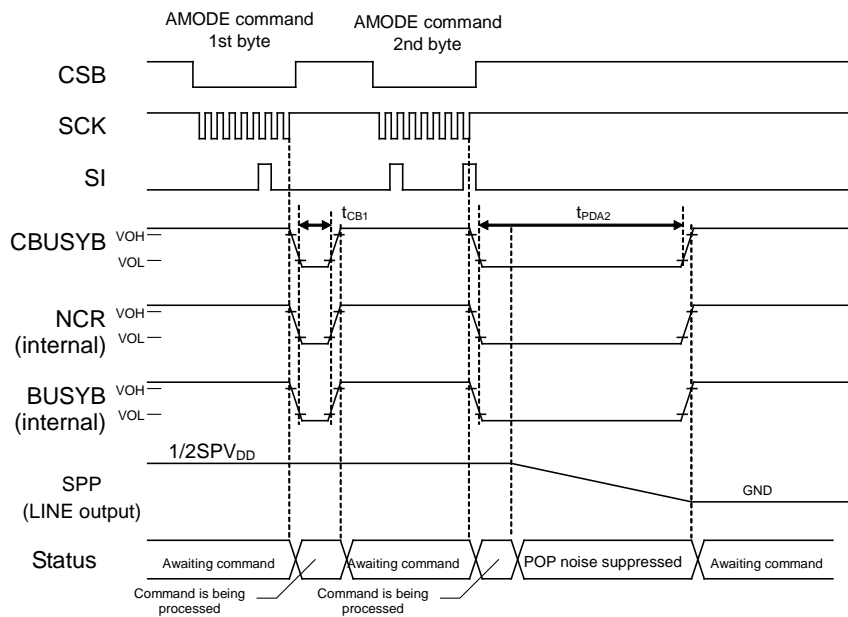 AMODE command
1st byte
AMODE command
2nd byte
CSB
SCK
SI
tCB1
tPDA2
CBUSYB
VOH
VOL
NCR
(internal)
VOH
VOL
BUSYB
(internal)
VOH
VOL
1/2SPVDD
SPP
(LINE output)
GND
Status
Awaiting command
Awaiting command
POP noise suppressed
Awaiting command
Command is being
processed
Command is being
processed